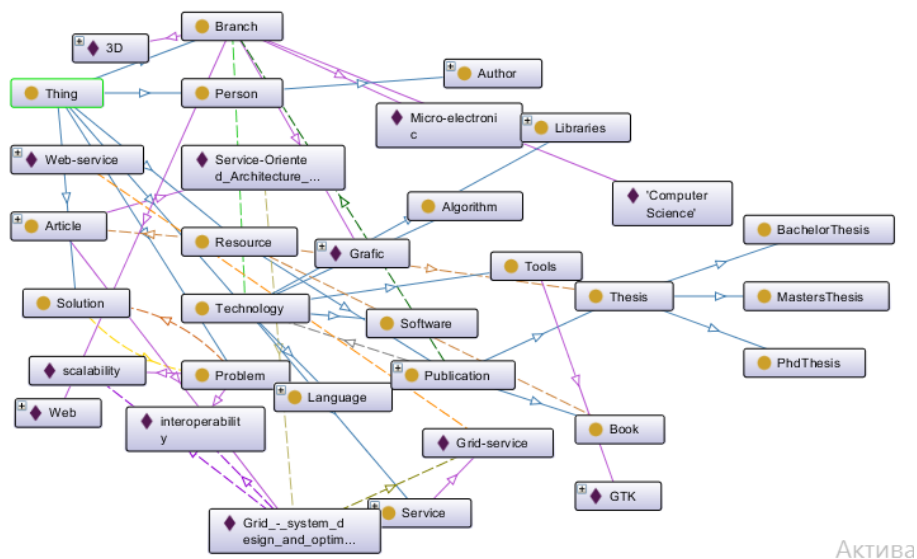 Branch
3D
Author
Thing
Person
Micro-electroni
c
Libraries
Web-service
Service-Oriente
d_Architecture_...
'Computer
Science'
Algorithm
Article
Resource
Grafic
BachelorThesis
Tools
Solution
Technology
Software
Thesis
MastersThesis
scalability
Problem
Publication
PhdThesis
Language
Web
interoperabilit
y
Grid-service
Book
GTK
Service
Grid_-_system_d
esign_and_optim...
Актива